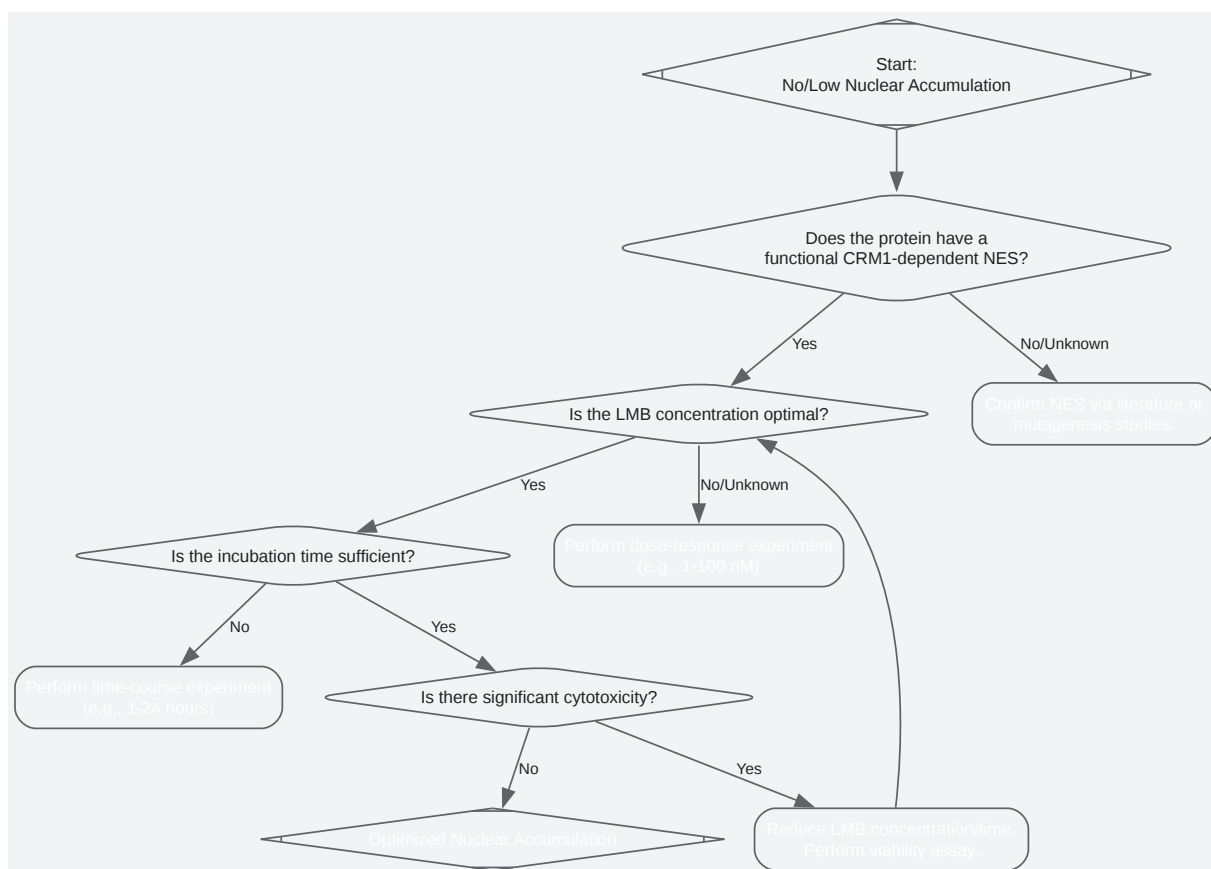 Start:
No/Low Nuclear Accumulation
Does the protein have a
functional CRM1-dependent NES?
Yes
No/Unknown
Is the LMB concentration optimal?
Confirm NES via literature or
mutagenesis studies.
Yes
No/Unknown
Is the incubation time sufficient?
Perform dose-response experiment
(e.g., 1-100 nM)
No
Yes
Perform time-course experiment
(e.g., 1-24 hours)
Is there significant cytotoxicity?
No
Yes
Optimized Nuclear Accumulation
Reduce LMB concentration/time.
Perform viability assay.